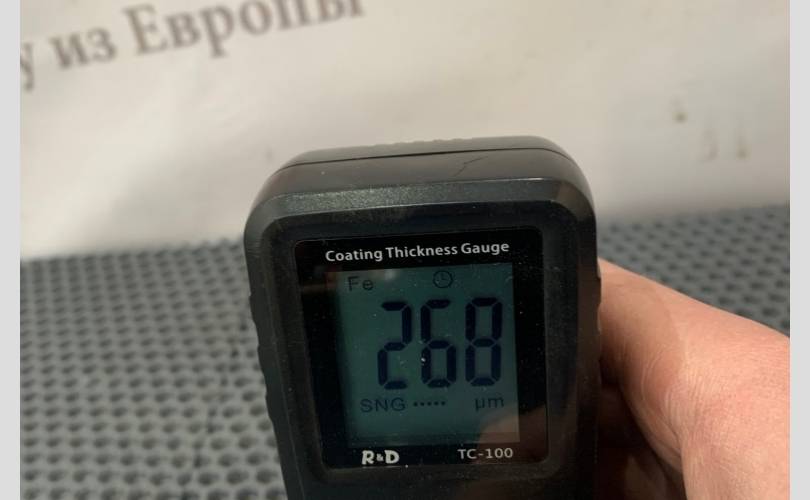 у из Европы
Coating Thickness Gauge
Fe
268
SNG ····· µm
R&D TC-100